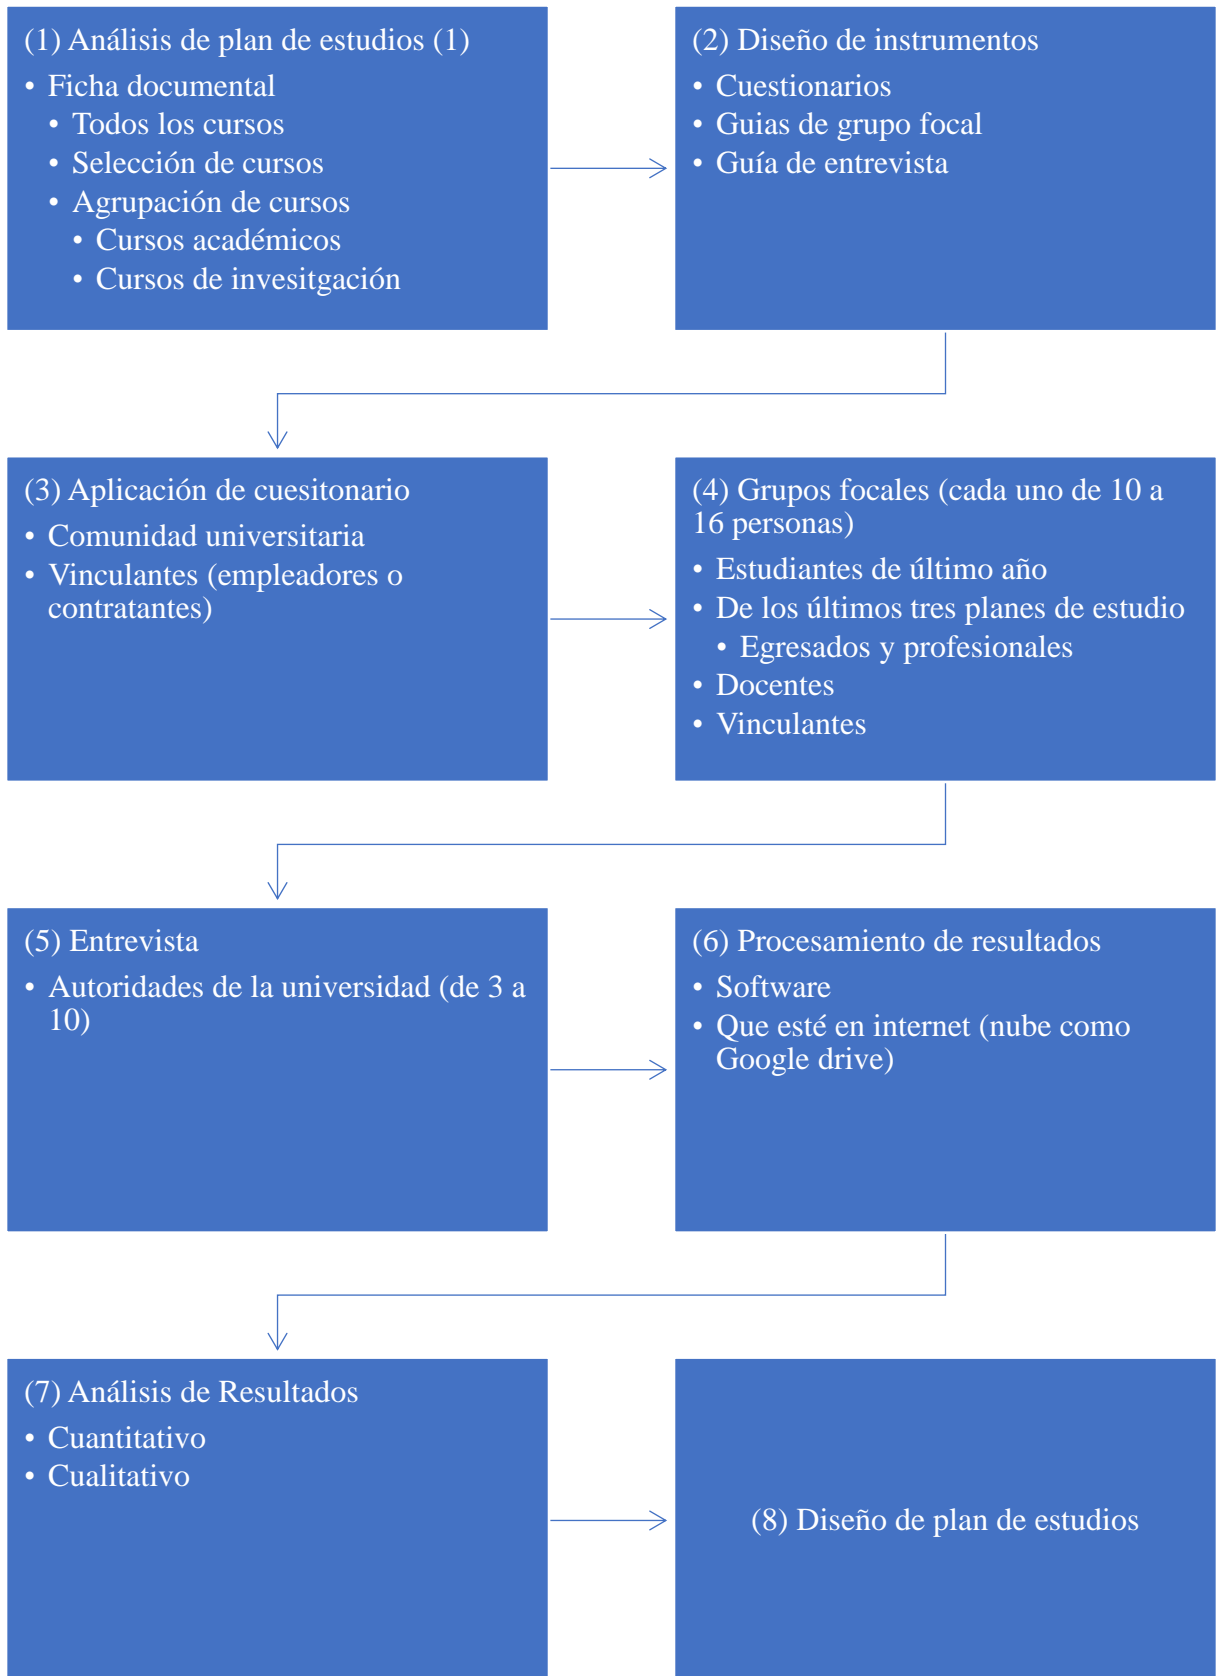 (1) Análisis de plan de estudios (1)
• Ficha documental
• Todos los cursos
• Selección de cursos
• Agrupación de cursos
• Cursos académicos
• Cursos de invesitgación
(2) Diseño de instrumentos
• Cuestionarios
• Guias de grupo focal
• Guía de entrevista
(3) Aplicación de cuesitonario
• Comunidad universitaria
• Vinculantes (empleadores o
contratantes)
(4) Grupos focales (cada uno de 10 a
16 personas)
• Estudiantes de último año
• De los últimos tres planes de estudio
• Egresados y profesionales
• Docentes
• Vinculantes
(5) Entrevista
• Autoridades de la universidad (de 3 a
10)
(6) Procesamiento de resultados
• Software
• Que esté en internet (nube como
Google drive)
(7) Análisis de Resultados
• Cuantitativo
• Cualitativo
(8) Diseño de plan de estudios